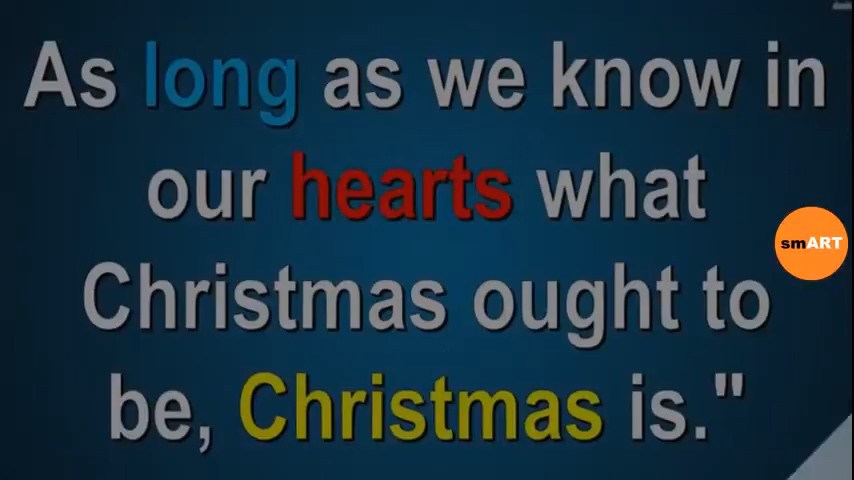 As long as we know in
our hearts what
Christmas ought to
be, Christmas is."
smART